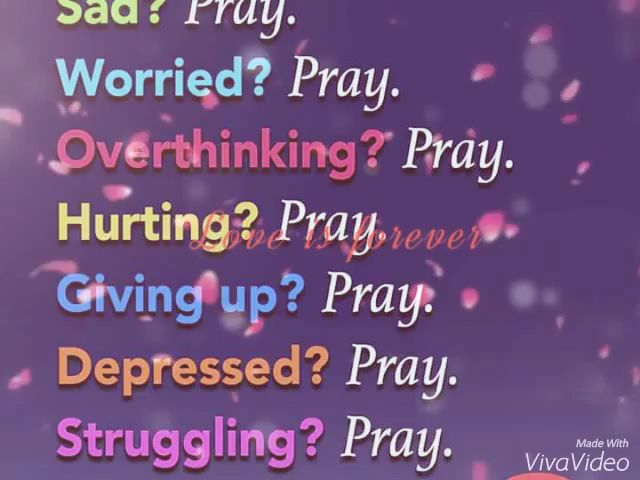 Sad? Pray.
Worried? Pray.
Overthinking? Pray.
Hurting? Pray.
Love is forever
Giving up? Pray.
Depressed? Pray.
Struggling? Pray.
Made With
VivaVideo